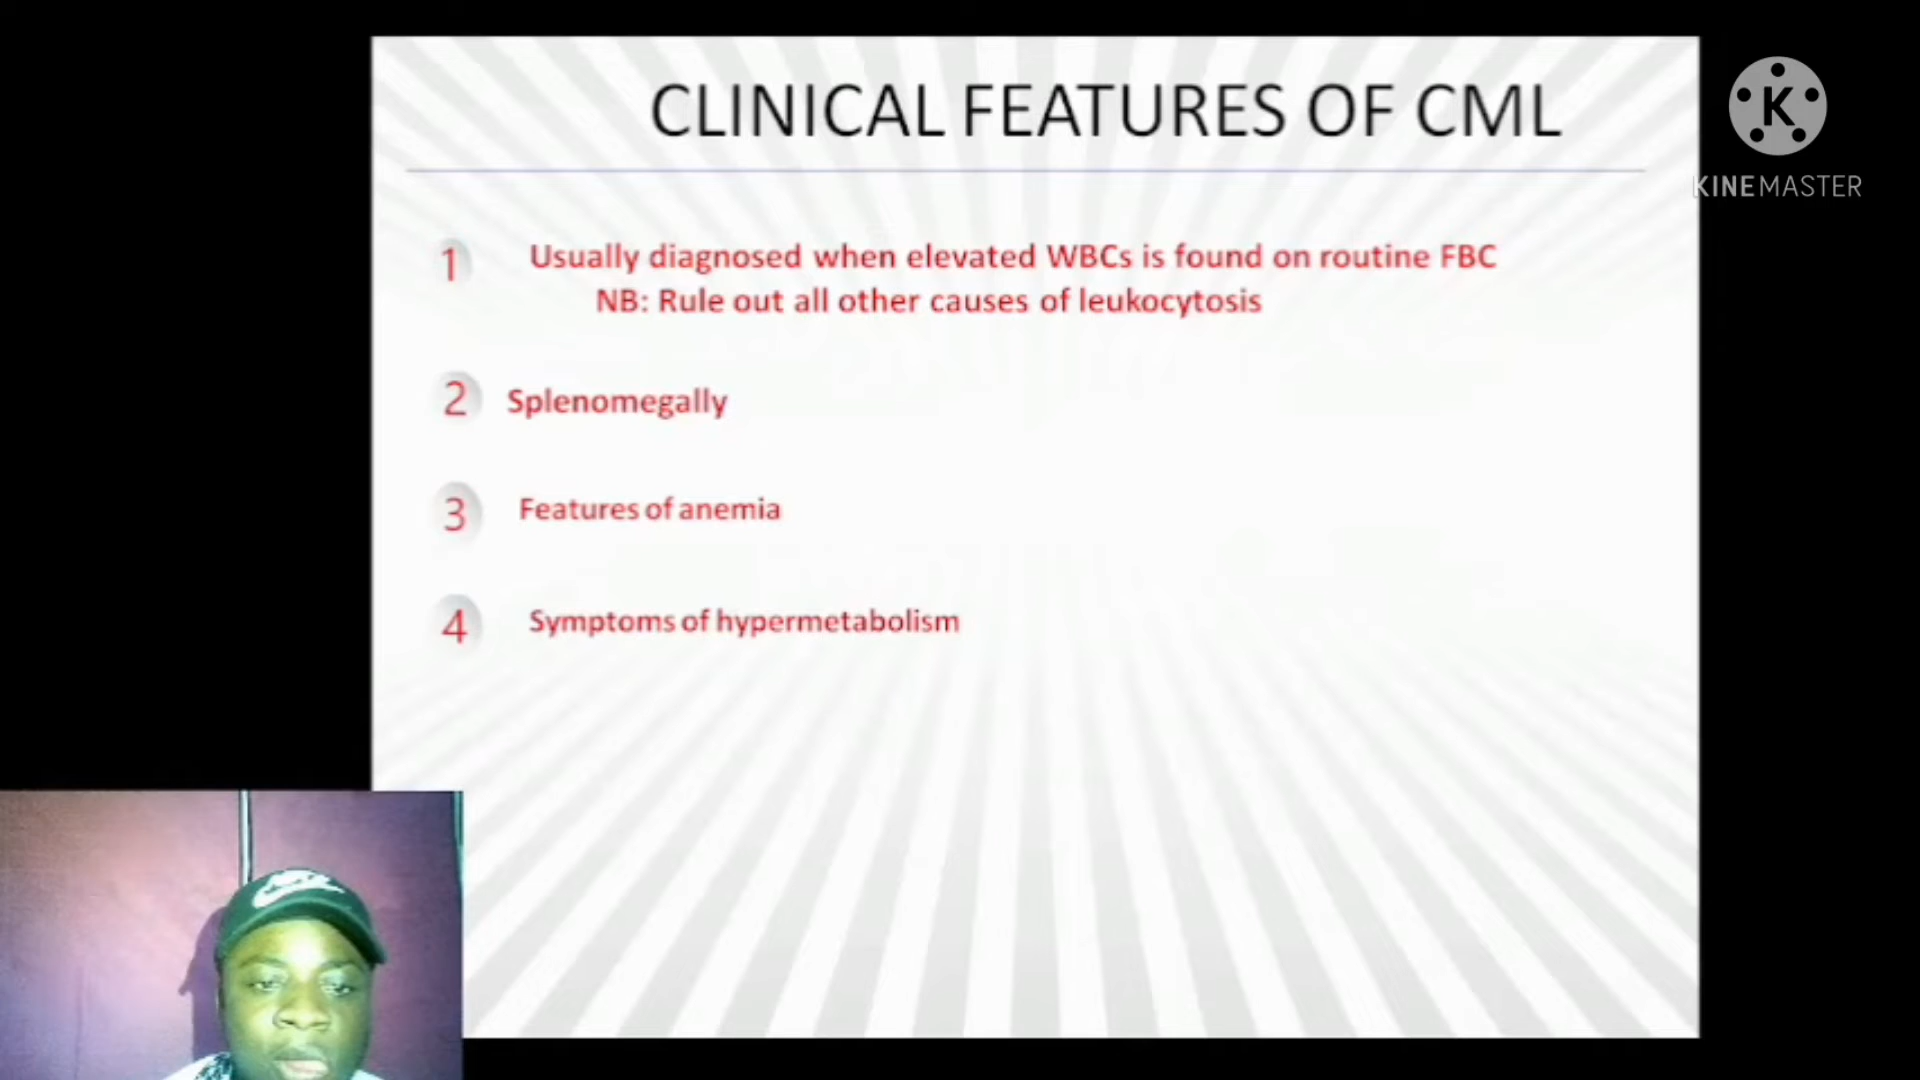 CLINICAL FEATURES OF CML
K
KINEMASTER
1 Usually diagnosed when elevated WBCs is found on routine FBC
NB: Rule out all other causes of leukocytosis
2 Splenomegally
3 Features of anemia
4 Symptoms of hypermetabolism